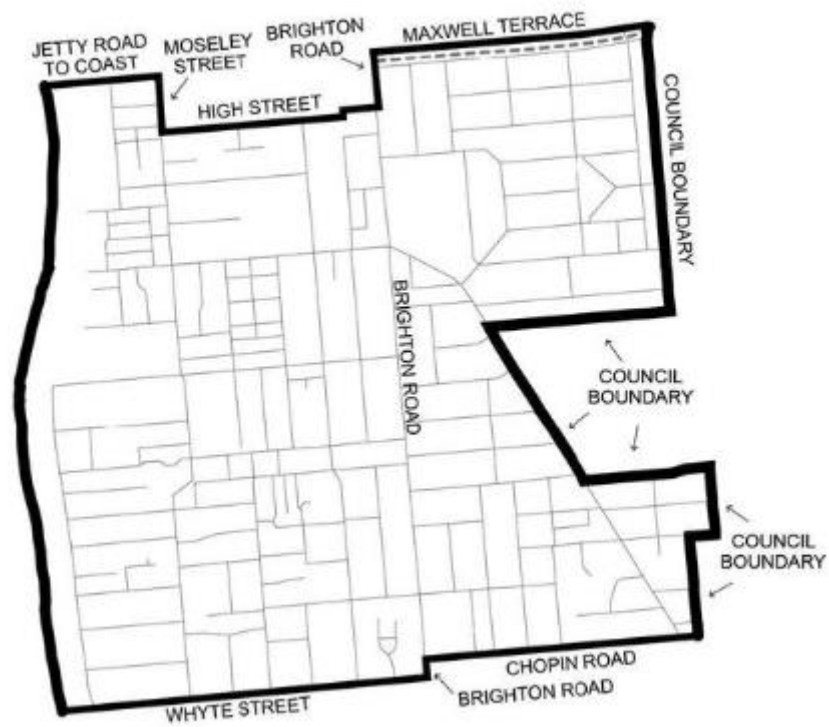 JETTY ROAD
TO COAST
MOSELEY
STREET
BRIGHTON
ROAD
MAXWELL TERRACE
HIGH STREET
COUNCIL BOUNDARY
BRIGHTON ROAD
COUNCIL
BOUNDARY
COUNCIL
BOUNDARY
CHOPIN ROAD
BRIGHTON ROAD
WHYTE STREET